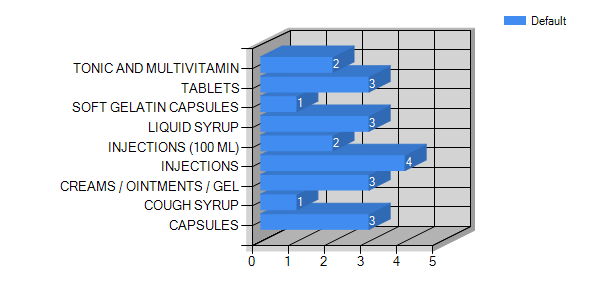 Default
TONIC AND MULTIVITAMIN 2
TABLETS 3
SOFT GELATIN CAPSULES 1
LIQUID SYRUP 3
INJECTIONS (100 ML) 2
INJECTIONS 4
CREAMS / OINTMENTS / GEL 3
COUGH SYRUP 1
CAPSULES 3
0 1 2 3 4 5